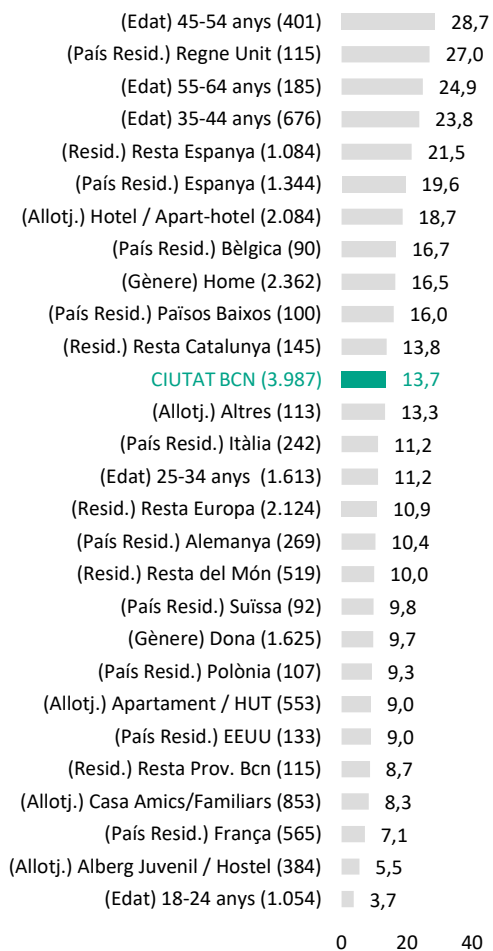 (Edat) 45-54 anys (401) 28,7
(País Resid.) Regne Unit (115) 27,0
(Edat) 55-64 anys (185) 24,9
(Edat) 35-44 anys (676) 23,8
(Resid.) Resta Espanya (1.084) 21,5
(País Resid.) Espanya (1.344) 19,6
(Allotj.) Hotel / Apart-hotel (2.084) 18,7
(País Resid.) Bèlgica (90) 16,7
(Gènere) Home (2.362) 16,5
(País Resid.) Països Baixos (100) 16,0
(Resid.) Resta Catalunya (145) 13,8
CIUTAT BCN (3.987) 13,7
(Allotj.) Altres (113) 13,3
(País Resid.) Itàlia (242) 11,2
(Edat) 25-34 anys (1.613) 11,2
(Resid.) Resta Europa (2.124) 10,9
(País Resid.) Alemanya (269) 10,4
(Resid.) Resta del Món (519) 10,0
(País Resid.) Suïssa (92) 9,8
(Gènere) Dona (1.625) 9,7
(País Resid.) Polònia (107) 9,3
(Allotj.) Apartament / HUT (553) 9,0
(País Resid.) EEUU (133) 9,0
(Resid.) Resta Prov. Bcn (115) 8,7
(Allotj.) Casa Amics/Familiars (853) 8,3
(País Resid.) França (565) 7,1
(Allotj.) Alberg Juvenil / Hostel (384) 5,5
(Edat) 18-24 anys (1.054) 3,7
0 20 40